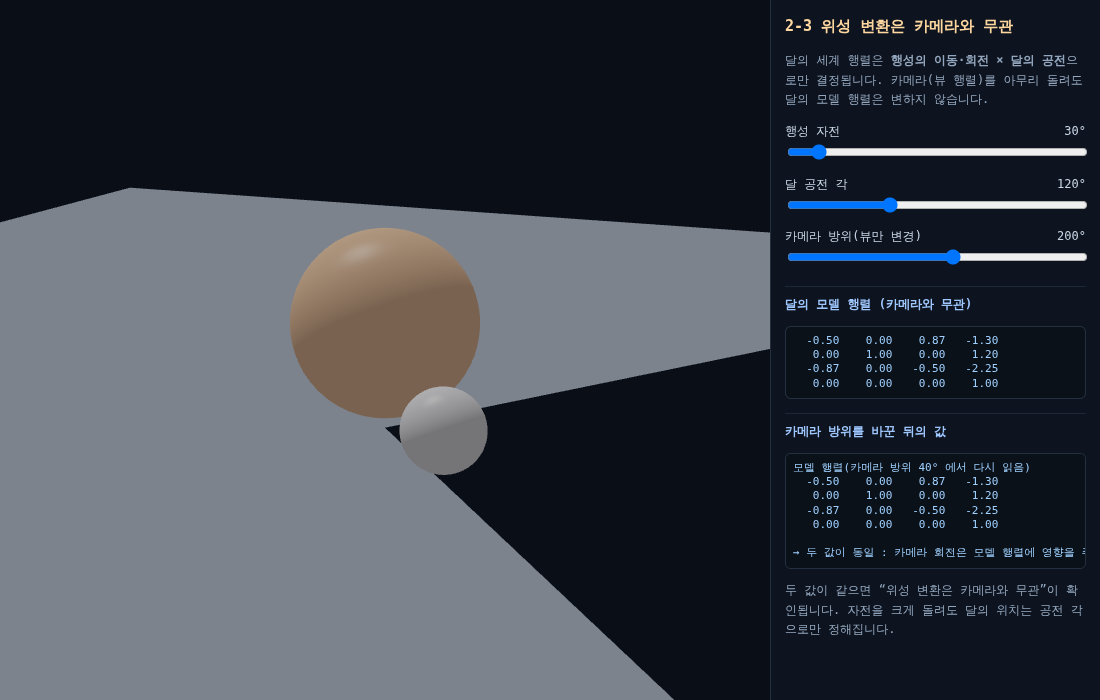 2-3 위성 변환은 카메라와 무관
달의 세계 행렬은 행성의 이동·회전 × 달의 공전으
로만 결정됩니다. 카메라(뷰 행렬)를 아무리 돌려도
달의 모델 행렬은 변하지 않습니다.
행성 자전 30°
달 공전 각 120°
카메라 방위(뷰만 변경) 200°
달의 모델 행렬 (카메라와 무관)
-0.50 0.00 0.87 -1.30
0.00 1.00 0.00 1.20
-0.87 0.00 -0.50 -2.25
0.00 0.00 0.00 1.00
카메라 방위를 바꾼 뒤의 값
모델 행렬(카메라 방위 40° 에서 다시 읽음)
-0.50 0.00 0.87 -1.30
0.00 1.00 0.00 1.20
-0.87 0.00 -0.50 -2.25
0.00 0.00 0.00 1.00
→ 두 값이 동일 : 카메라 회전은 모델 행렬에 영향을
두 값이 같으면 “위성 변환은 카메라와 무관”이 확
인됩니다. 자전을 크게 돌려도 달의 위치는 공전 각
으로만 정해집니다.